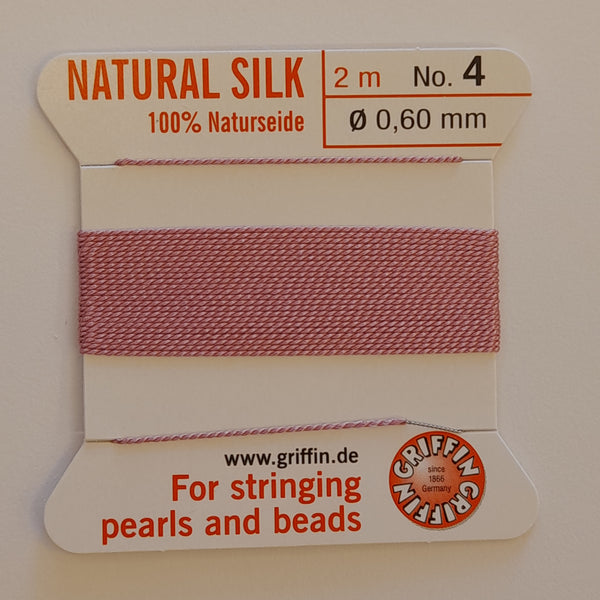 NATURAL SILK
100% Naturseide
2 m No. 4
Ø 0,60 mm
www.griffin.de
For stringing
pearls and beads
GRIFFIN GRIFFIN
since
1866
Germany